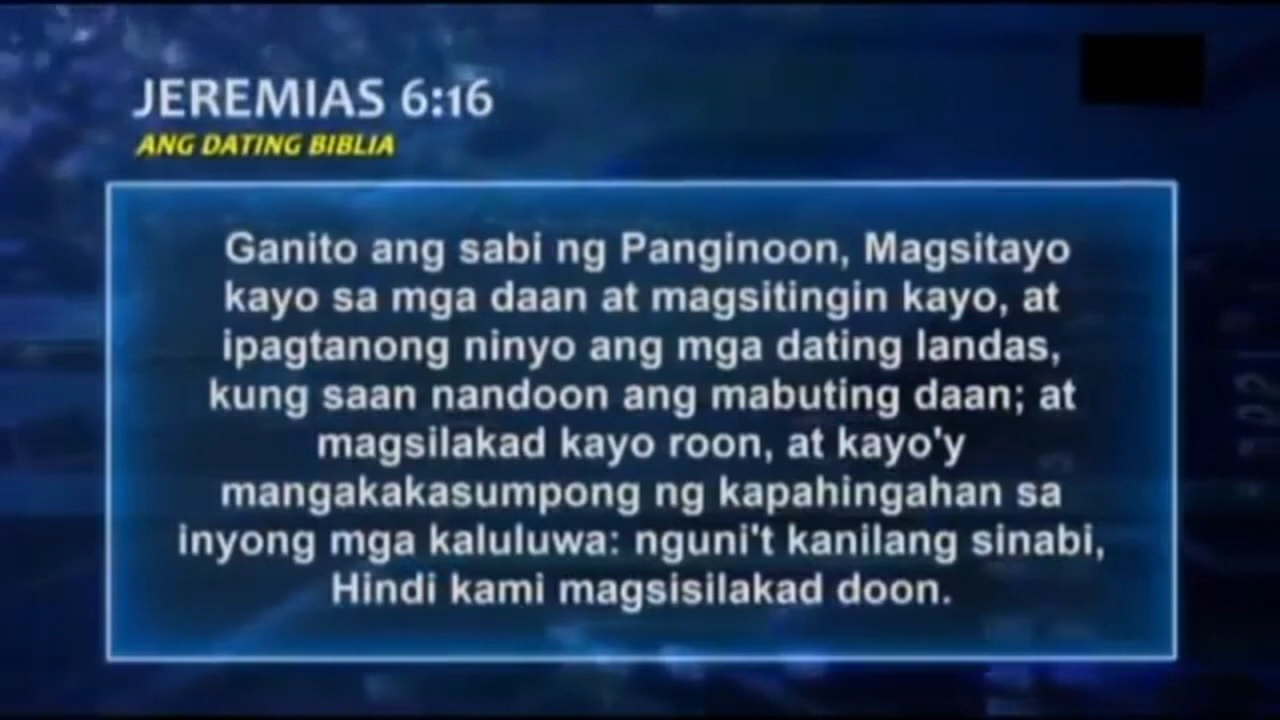 JEREMIAS 6:16
ANG DATING BIBLIA
Ganito ang sabi ng Panginoon, Magsitayo
kayo sa mga daan at magsitingin kayo, at
ipagtanong ninyo ang mga dating landas,
kung saan nandoon ang mabuting daan; at
magsilakad kayo roon, at kayo'y
mangakakasumpong ng kapahingahan sa
inyong mga kaluluwa: nguni't kanilang sinabi,
Hindi kami magsisilakad doon.